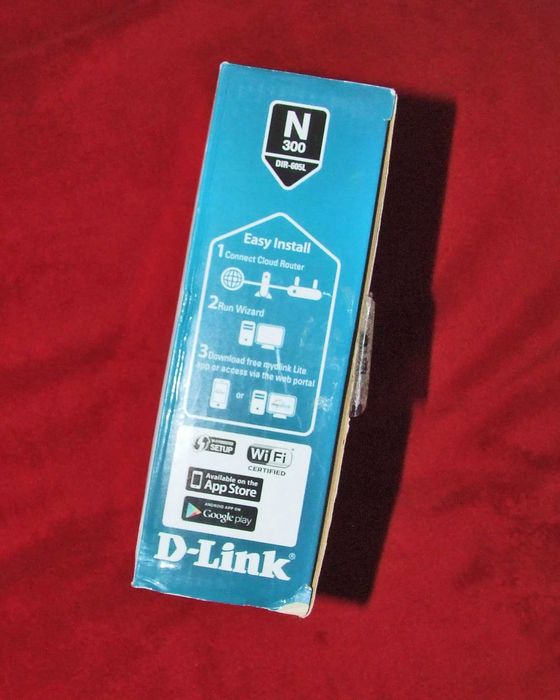 N
300
DIR-605L
Easy Install
1 Connect Cloud Router
2 Run Wizard
3 Download free mydlink Lite
app or access via the web portal
or
SETUP
Wi Fi
CERTIFIED
Available on the
App Store
ANDROID APP ON
Google play
D-Link®